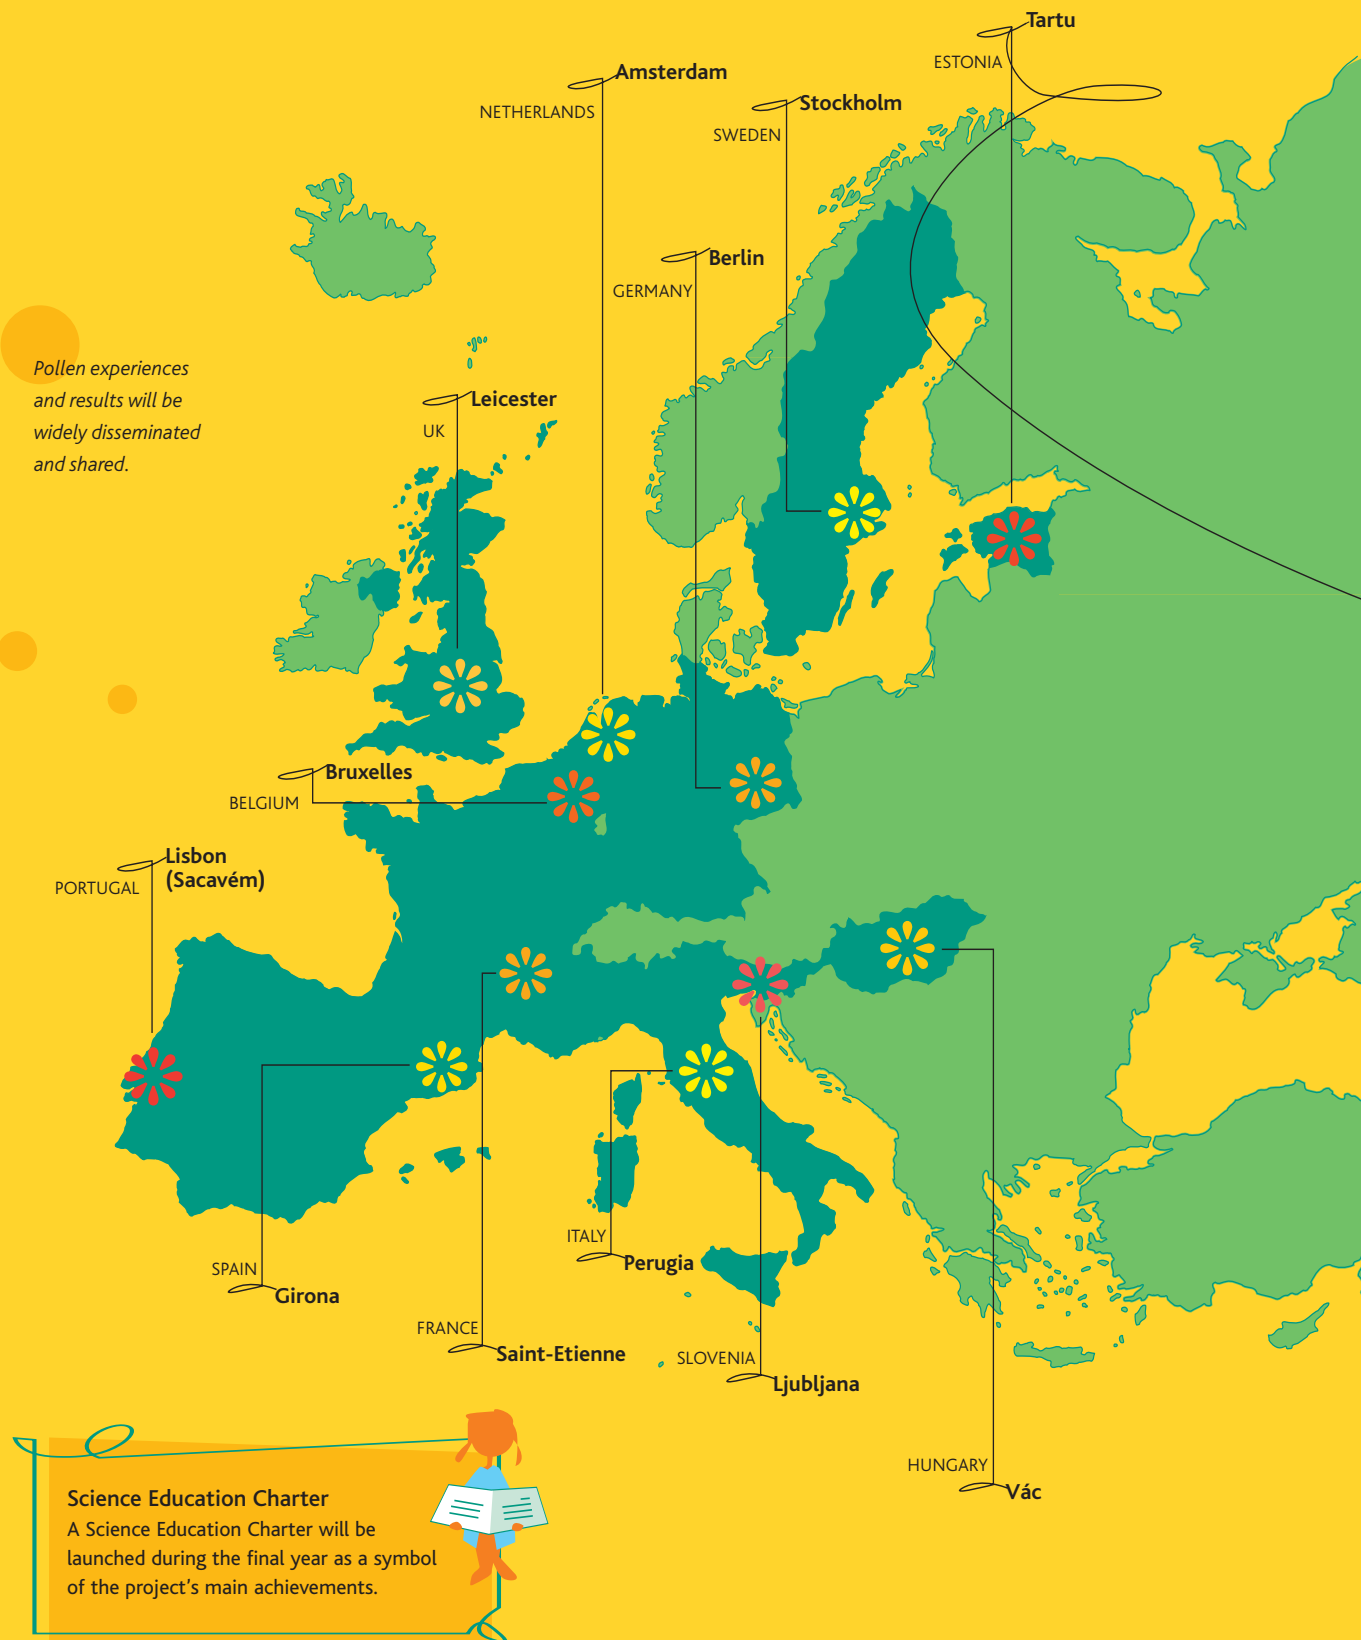 Tartu
ESTONIA
Amsterdam
NETHERLANDS
Stockholm
SWEDEN
Berlin
GERMANY
Pollen experiences
and results will be
widely disseminated
and shared.
Leicester
UK
Bruxelles
BELGIUM
Lisbon
(Sacavém)
PORTUGAL
ITALY
Perugia
SPAIN
Girona
FRANCE
Saint-Etienne
SLOVENIA
Ljubljana
HUNGARY
Vác
Science Education Charter
A Science Education Charter will be
launched during the final year as a symbol
of the project's main achievements.